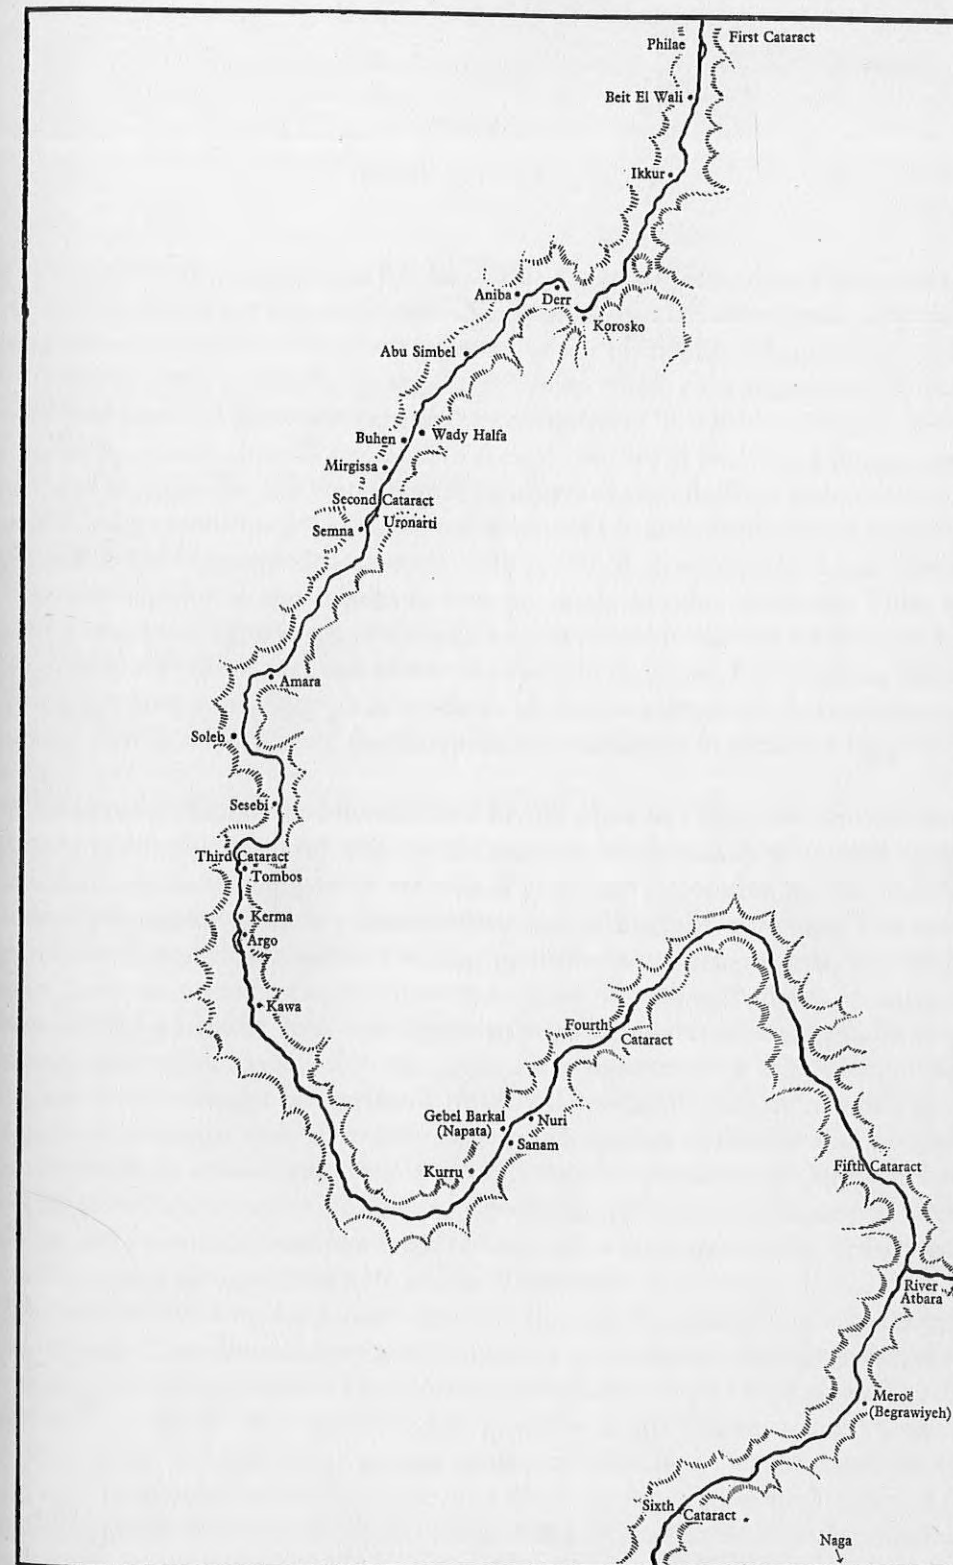 Philae
First Cataract
Beit El Wali
Ikkur
Aniba
Derr
Korosko
Abu Simbel
Buhen
Wady Halfa
Mirgissa
Second Cataract
Uronarti
Semna
Amara
Soleb
Sesebi
Third Cataract
Tombos
Kerma
Argo
Kawa
Fourth
Cataract
Gebel Barkal
(Napata)
Nuri
Sanam
Kurru
Fifth Cataract
River
Atbara
Meroë
(Begrawiyeh)
Sixth
Cataract
Naga